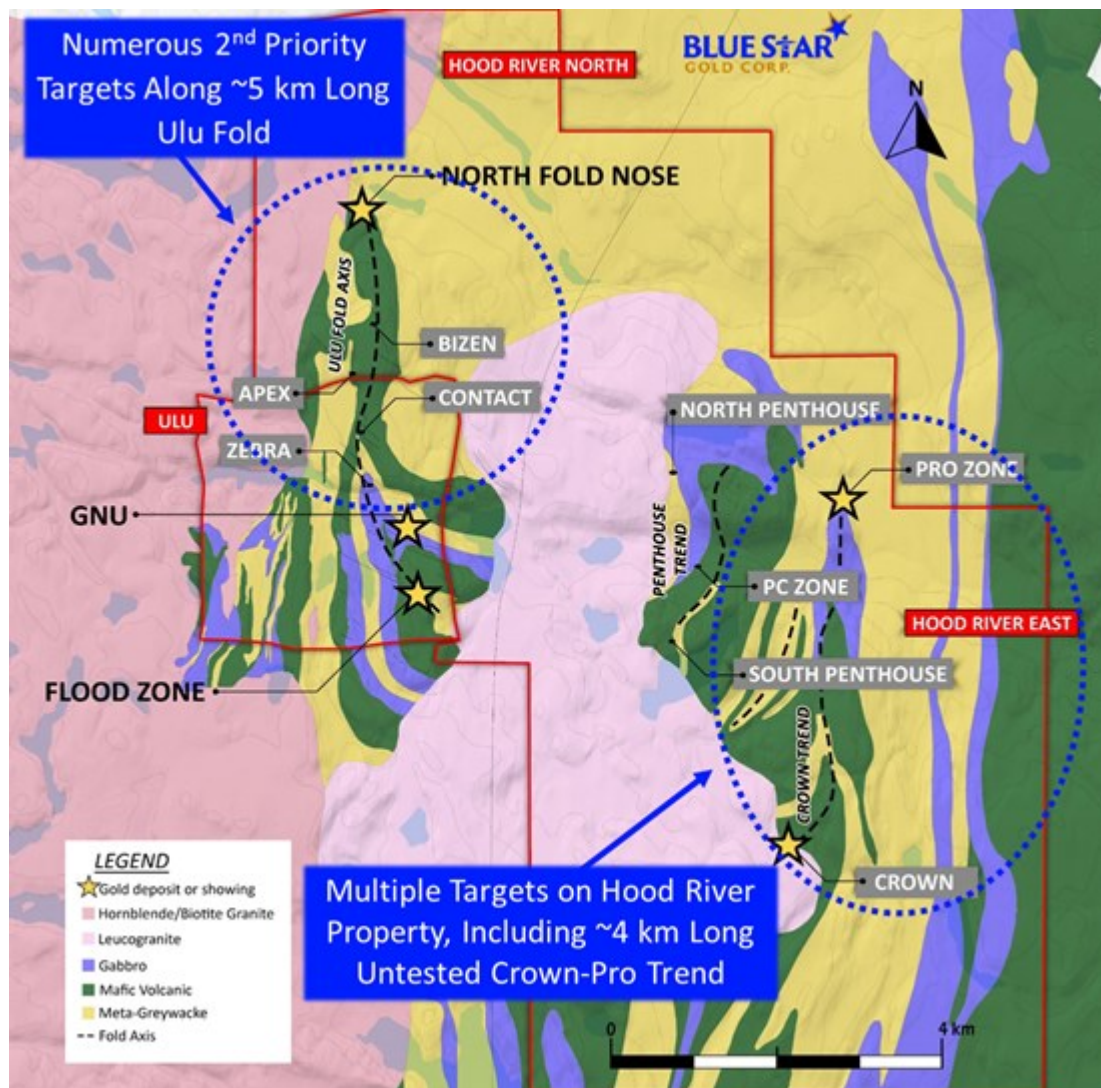 Numerous 2nd Priority
Targets Along ~5 km Long
Ulu Fold
HOOD RIVER NORTH
BLUE STAR
GOLD CORP.
N
NORTH FOLD NOSE
ULU FOLD AXIS
BIZEN
APEX
CONTACT
ULU
ZEBRA
GNU
FLOOD ZONE
NORTH PENTHOUSE
PRO ZONE
PENTHOUSE
TREND
PC ZONE
HOOD RIVER EAST
SOUTH PENTHOUSE
CROWN TREND
CROWN
Multiple Targets on Hood River
Property, Including ~4 km Long
Untested Crown-Pro Trend
LEGEND
Gold deposit or showing
Hornblende/Biotite Granite
Leucogranite
Gabbro
Mafic Volcanic
Meta-Greywacke
Fold Axis
0 4 km